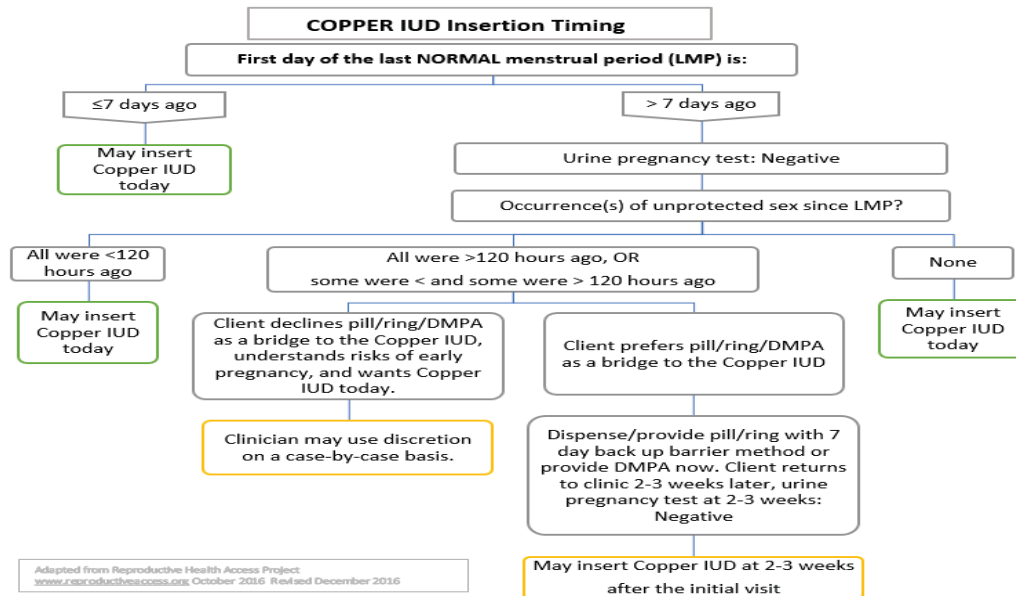 COPPER IUD Insertion Timing
First day of the last NORMAL menstrual period (LMP) is:
≤7 days ago
> 7 days ago
May insert
Copper IUD
today
Urine pregnancy test: Negative
Occurrence(s) of unprotected sex since LMP?
All were <120
hours ago
All were >120 hours ago, OR
some were < and some were > 120 hours ago
None
May insert
Copper IUD
today
Client declines pill/ring/DMPA
as a bridge to the Copper IUD,
understands risks of early
pregnancy, and wants Copper
IUD today.
Client prefers pill/ring/DMPA
as a bridge to the Copper IUD
May insert
Copper IUD
today
Clinician may use discretion
on a case-by-case basis.
Dispense/provide pill/ring with 7
day back up barrier method or
provide DMPA now. Client returns
to clinic 2-3 weeks later, urine
pregnancy test at 2-3 weeks:
Negative
May insert Copper IUD at 2-3 weeks
after the initial visit
Adapted from Reproductive Health Access Project
www.reproductiveaccess.org October 2016 Revised December 2016